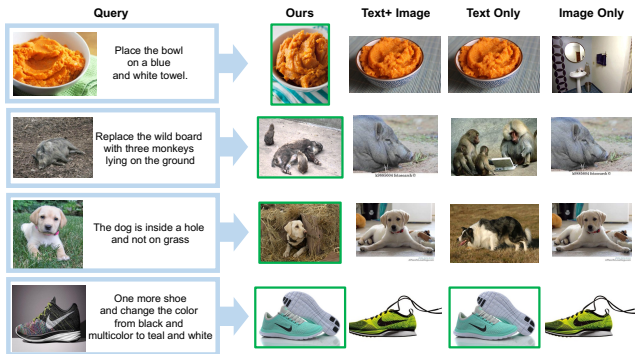 Query Ours Text+ Image Text Only Image Only
Place the bowl
on a blue
and white towel.
Replace the wild board
with three monkeys
lying on the ground
The dog is inside a hole
and not on grass
One more shoe
and change the color
from black and
multicolor to teal and white